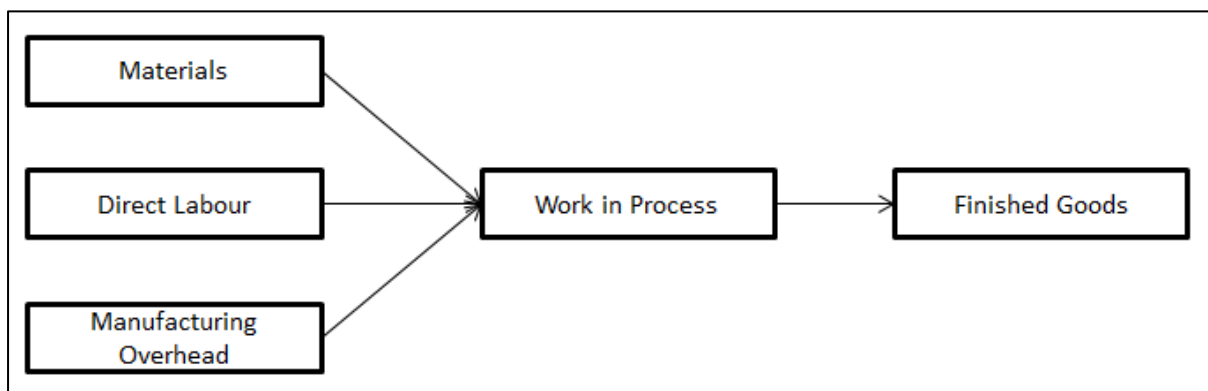 Materials
Direct Labour
Work in Process
Finished Goods
Manufacturing
Overhead